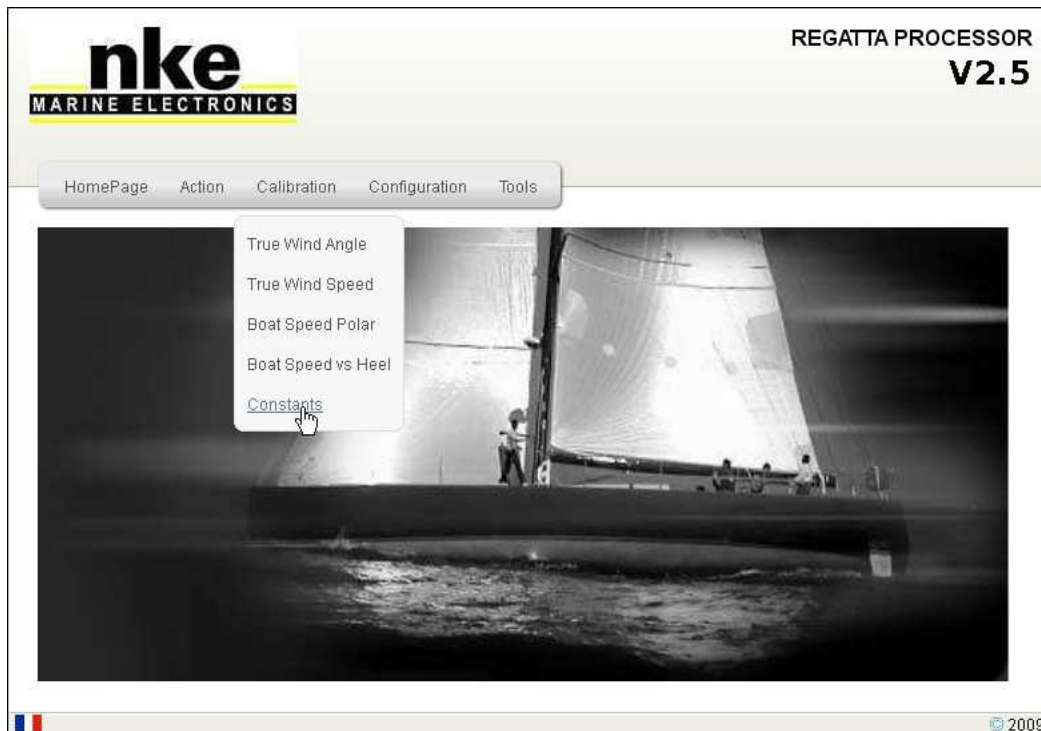 nke
MARINE ELECTRONICS
REGATTA PROCESSOR
V2.5
HomePage Action Calibration Configuration Tools
True Wind Angle
True Wind Speed
Boat Speed Polar
Boat Speed vs Heel
Constants
© 2009